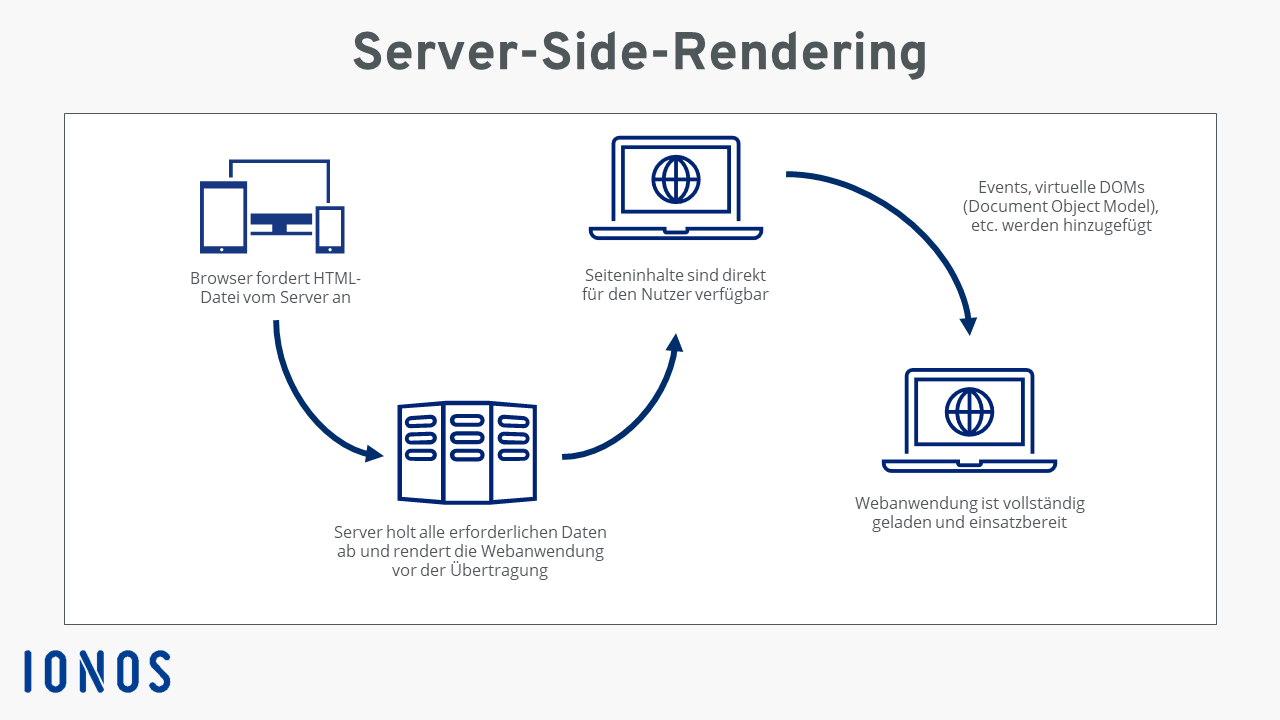 Server-Side-Rendering
Browser fordert HTML-
Datei vom Server an
Server holt alle erforderlichen Daten
ab und rendert die Webanwendung
vor der Übertragung
Seiteninhalte sind direkt
für den Nutzer verfügbar
Events, virtuelle DOMs
(Document Object Model),
etc. werden hinzugefügt
Webanwendung ist vollständig
geladen und einsatzbereit
IONOS